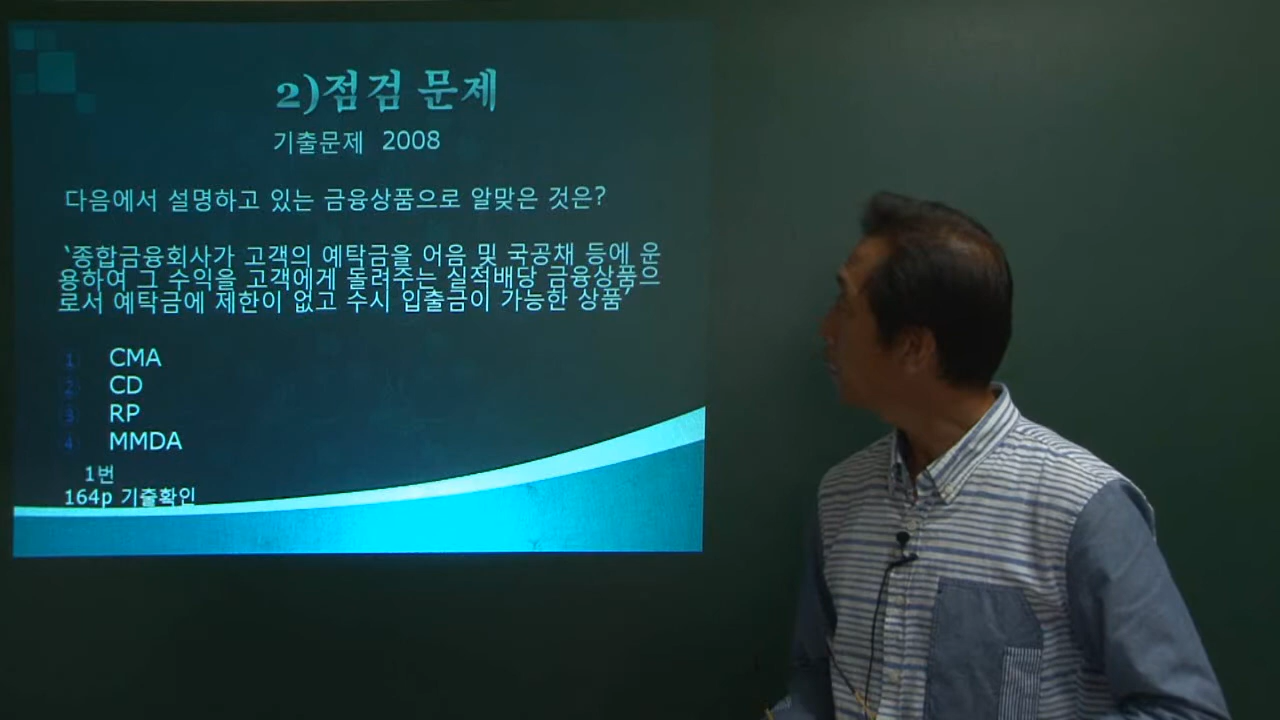 2)점검 문제
기출문제 2008
다음에서 설명하고 있는 금융상품으로 알맞은 것은?
‘종합금융회사가 고객의 예탁금을 어음 및 국공채 등에 운
용하여 그 수익을 고객에게 돌려주는 실적배당 금융상품으
로서 예탁금에 제한이 없고 수시 입출금이 가능한 상품’
1 CMA
2 CD
3 RP
4 MMDA
1번
164p 기출확인